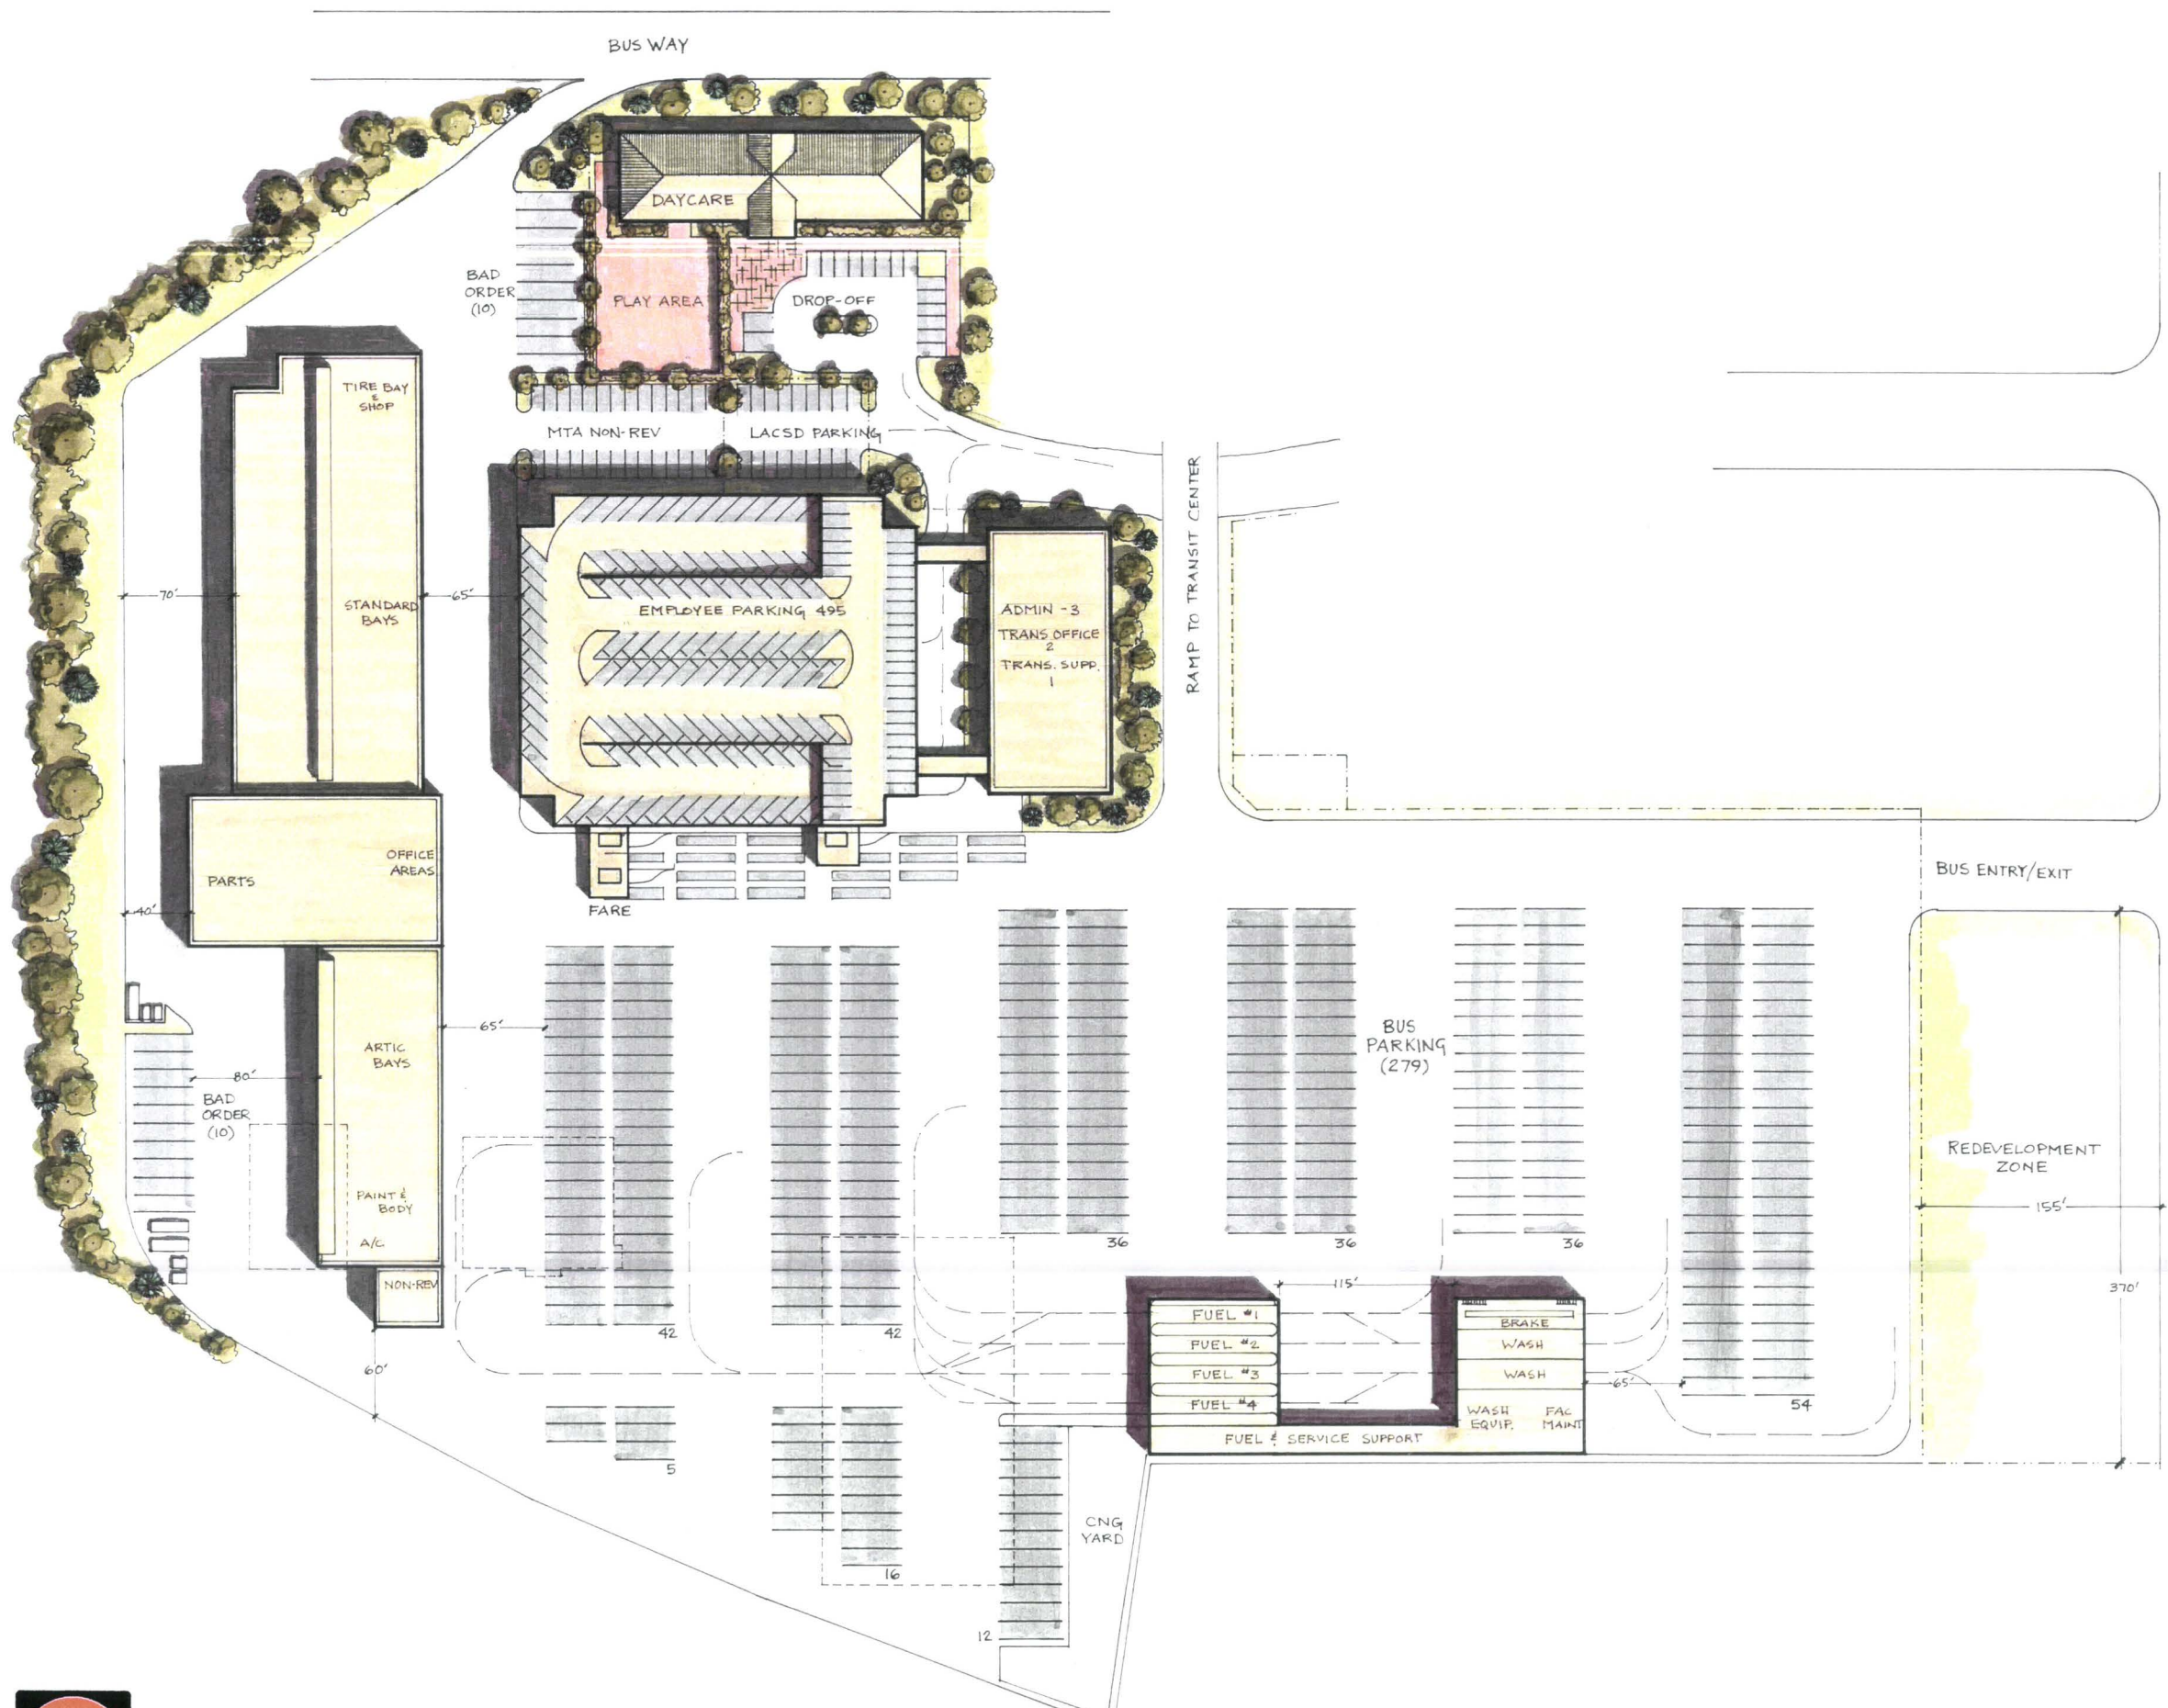 BUS WAY
DAYCARE
BAD
ORDER
(10)
PLAY AREA
DROP-OFF
TIRE BAY
&
SHOP
MTA NON-REV
LACSD PARKING
RAMP TO TRANSIT CENTER
70'
65'
STANDARD
BAYS
EMPLOYEE PARKING 495
ADMIN -3
TRANS OFFICE
2
TRANS. SUPP.
1
OFFICE
AREAS
PARTS
40'
FARE
BUS ENTRY/EXIT
65'
ARTIC
BAYS
80'
BAD
ORDER
(10)
BUS
PARKING
(279)
REDEVELOPMENT
ZONE
155'
PAINT &
BODY
A/C
36
36
36
NON-REV
115'
370'
FUEL #1
FUEL #2
FUEL #3
FUEL #4
BRAKE
WASH
WASH
65'
42
42
60'
54
WASH
EQUIP.
FAC
MAINT
FUEL & SERVICE SUPPORT
5
CNG
YARD
16
12